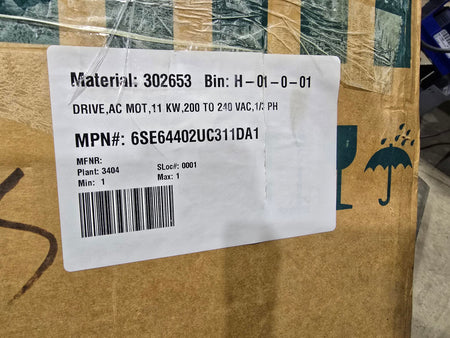 Material: 302653 Bin: H-01-0-01
DRIVE,AC MOT,11 KW,200 TO 240 VAC,1/3 PH
MPN#: 6SE64402UC311DA1
MFNR:
Plant: 3404 SLoc#: 0001
Min: 1 Max: 1